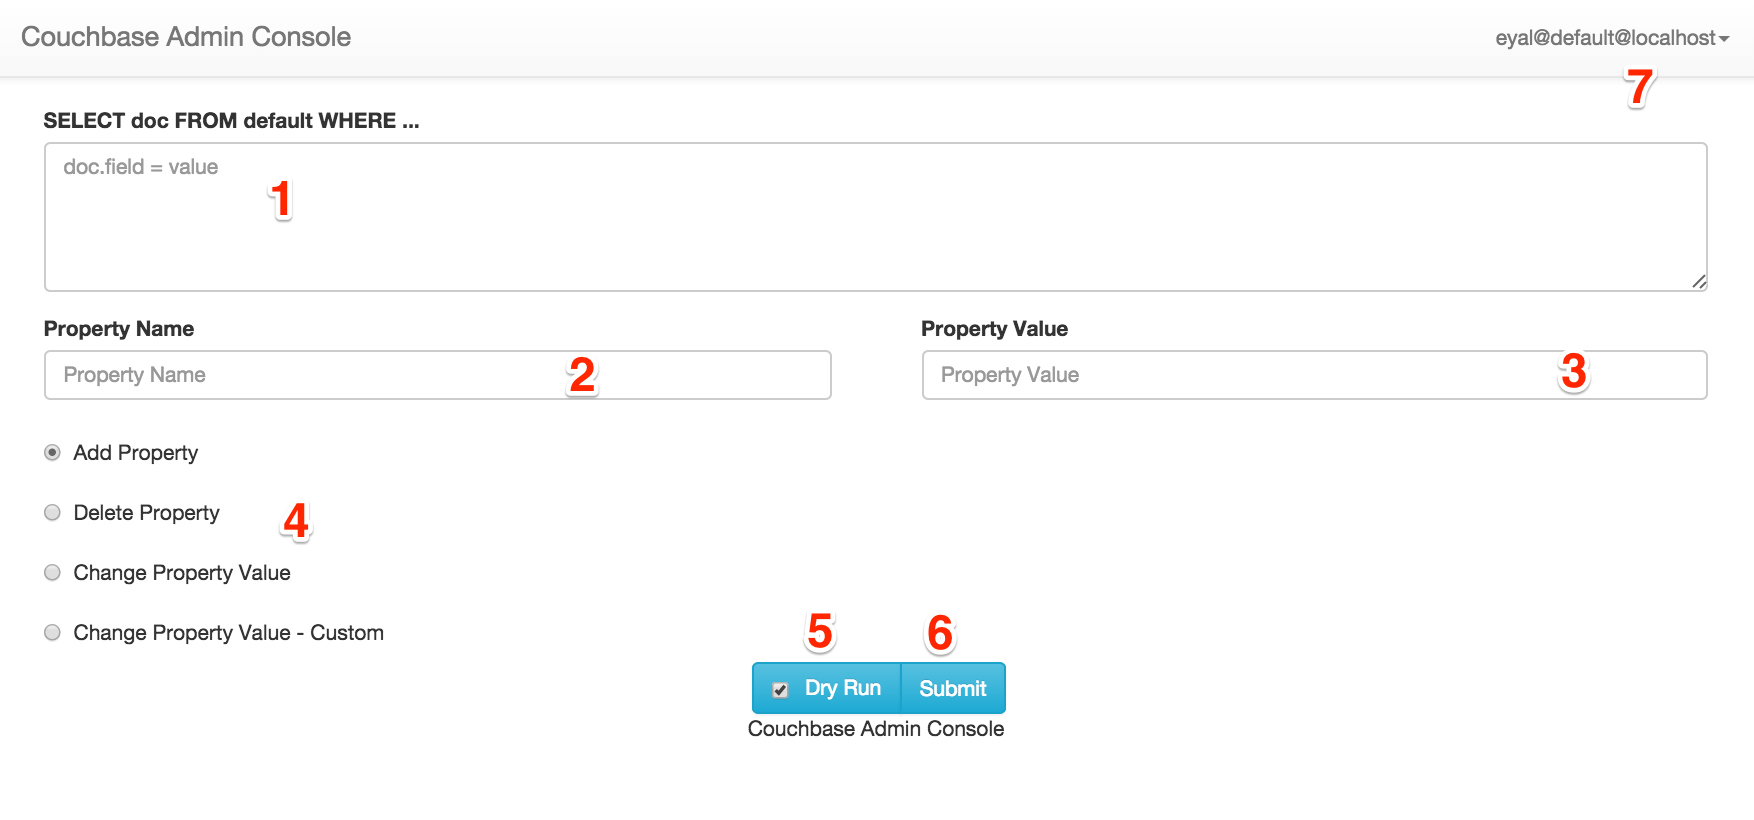 Couchbase Admin Console
eyal@default@localhost
7
SELECT doc FROM default WHERE ...
doc.field = value
1
Property Name
Property Value
Property Name
2
Property Value
3
Add Property
Delete Property
4
Change Property Value
Change Property Value - Custom
5
6
Dry Run
Submit
Couchbase Admin Console